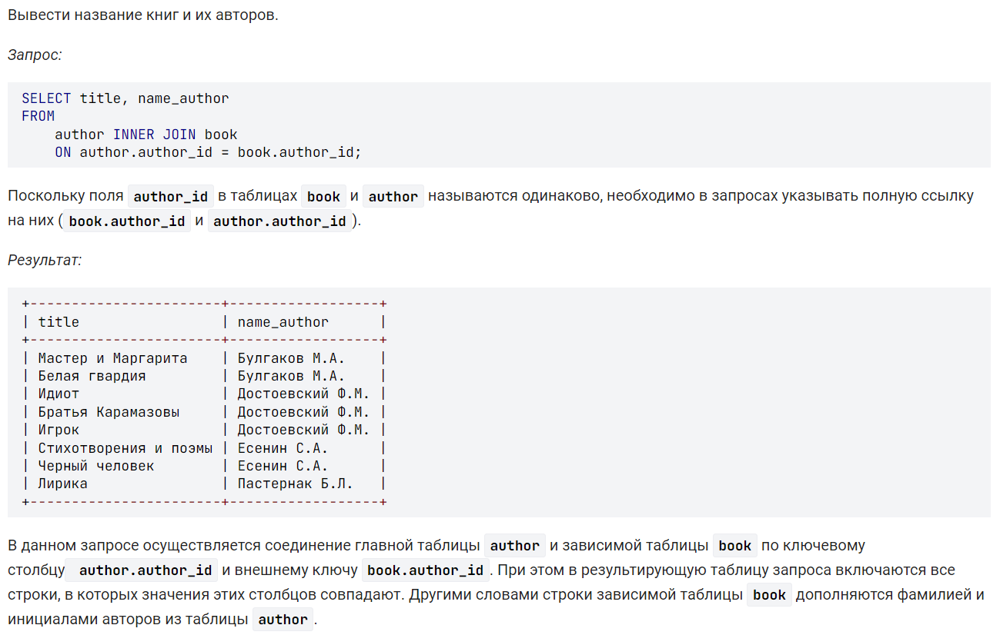 Вывести название книг и их авторов.
Запрос:
SELECT title, name_author
FROM
    author INNER JOIN book
    ON author.author_id = book.author_id;
Поскольку поля author_id в таблицах book и author называются одинаково, необходимо в запросах указывать полную ссылку
на них ( book.author_id и author.author_id ).
Результат:
+-----------------------+------------------+
| title                 | name_author      |
+-----------------------+------------------+
| Мастер и Маргарита    | Булгаков М.А.    |
| Белая гвардия         | Булгаков М.А.    |
| Идиот                 | Достоевский Ф.М. |
| Братья Карамазовы     | Достоевский Ф.М. |
| Игрок                 | Достоевский Ф.М. |
| Стихотворения и поэмы | Есенин С.А.      |
| Черный человек        | Есенин С.А.      |
| Лирика                | Пастернак Б.Л.   |
+-----------------------+------------------+
В данном запросе осуществляется соединение главной таблицы author и зависимой таблицы book по ключевому
столбцу author.author_id и внешнему ключу book.author_id . При этом в результирующую таблицу запроса включаются все
строки, в которых значения этих столбцов совпадают. Другими словами строки зависимой таблицы book дополняются фамилией и
инициалами авторов из таблицы author .